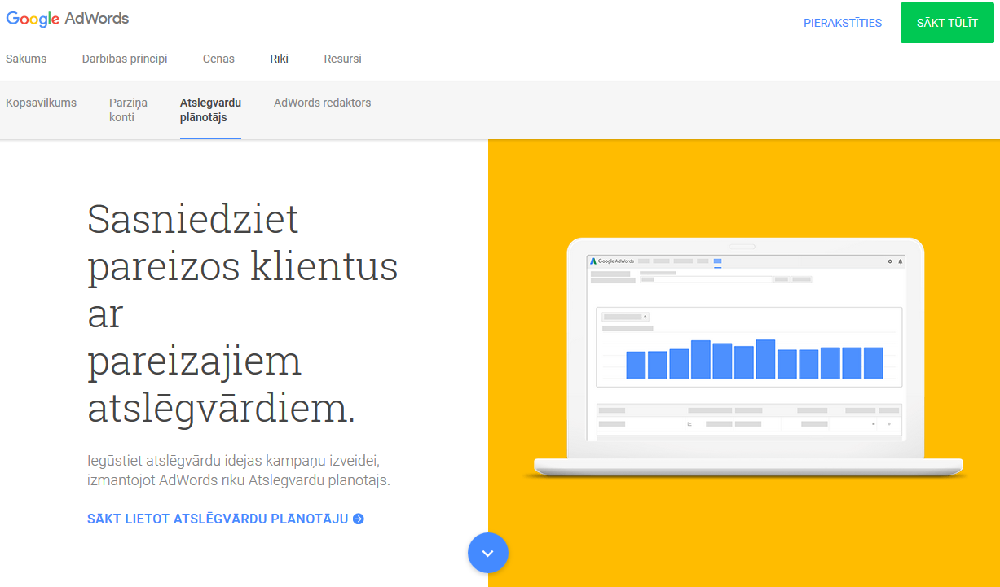 Google AdWords
PIERAKSTĪTIES
SĀKT TŪLĪT
Sākums
Darbības principi
Cenas
Rīki
Resursi
Kopsavilkums
Pārziņa
konti
Atslēgvārdu
plānotājs
AdWords redaktors
Sasniedziet
pareizos klientus
ar
pareizajiem
atslēgvārdiem.
Iegūstiet atslēgvārdu idejas kampaņu izveidei,
izmantojot AdWords rīku Atslēgvārdu plānotājs.
SĀKT LIETOT ATSLĒGVĀRDU PLĀNOTĀJU
Google AdWords